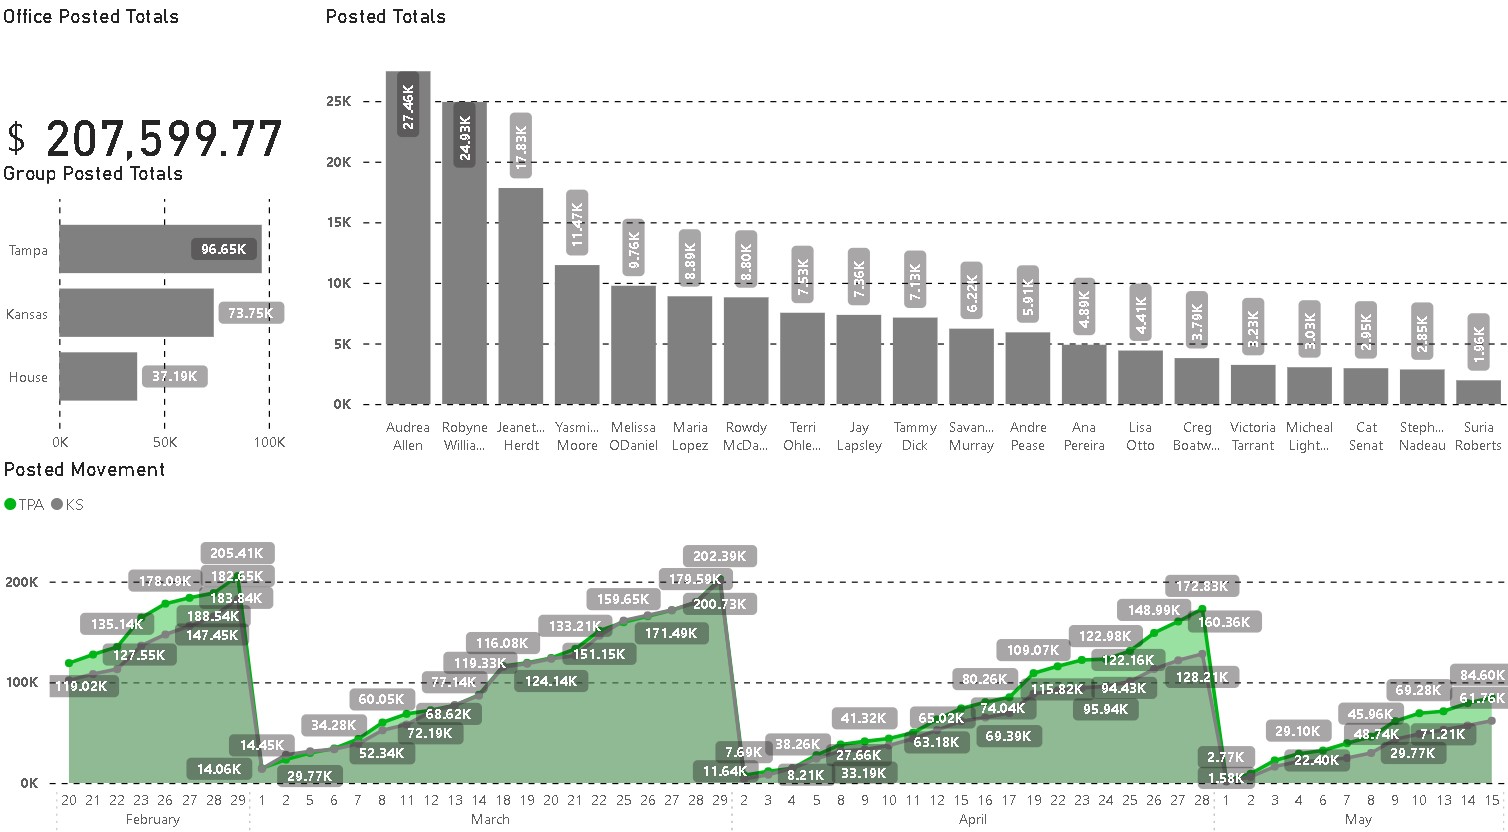 Office Posted Totals
$ 207,599.77
Group Posted Totals
Tampa
96.65K
Kansas
73.75K
House
37.19K
0K 50K 100K
Posted Totals
25K
20K
15K
10K
5K
0K
27.46K
24.93K
17.83K
11.47K
9.76K
8.89K
8.80K
7.53K
7.36K
7.13K
6.22K
5.91K
4.89K
4.41K
3.79K
3.23K
3.03K
2.95K
2.85K
1.96K
Audrea Allen
Robyne Willia...
Jeanet... Herdt
Yasmi... Moore
Melissa ODaniel
Maria Lopez
Rowdy McDa...
Terri Ohle...
Jay Lapsley
Tammy Dick
Savan... Murray
Andre Pease
Ana Pereira
Lisa Otto
Creg Boatw...
Victoria Tarrant
Micheal Light...
Cat Senat
Steph... Nadeau
Suria Roberts
Posted Movement
TPA KS
200K
100K
0K
119.02K
135.14K
127.55K
178.09K
205.41K
182.65K
183.84K
188.54K
147.45K
14.45K
14.06K
29.77K
34.28K
60.05K
52.34K
77.14K
68.62K
72.19K
119.33K
116.08K
124.14K
133.21K
151.15K
159.65K
171.49K
202.39K
179.59K
200.73K
7.69K
11.64K
38.26K
8.21K
41.32K
27.66K
33.19K
65.02K
63.18K
80.26K
74.04K
69.39K
109.07K
115.82K
122.98K
122.16K
94.43K
95.94K
148.99K
172.83K
160.36K
128.21K
2.77K
1.58K
29.10K
22.40K
45.96K
48.74K
69.28K
71.21K
29.77K
84.60K
61.76K
20 21 22 23 26 27 28 29 1 2 5 6 7 8 11 12 13 14 18 19 20 21 22 25 26 27 28 29 2 3 4 5 8 9 10 11 12 15 16 17 19 22 23 24 25 26 27 28 1 2 3 4 6 7 8 9 10 13 14 15
February March April May